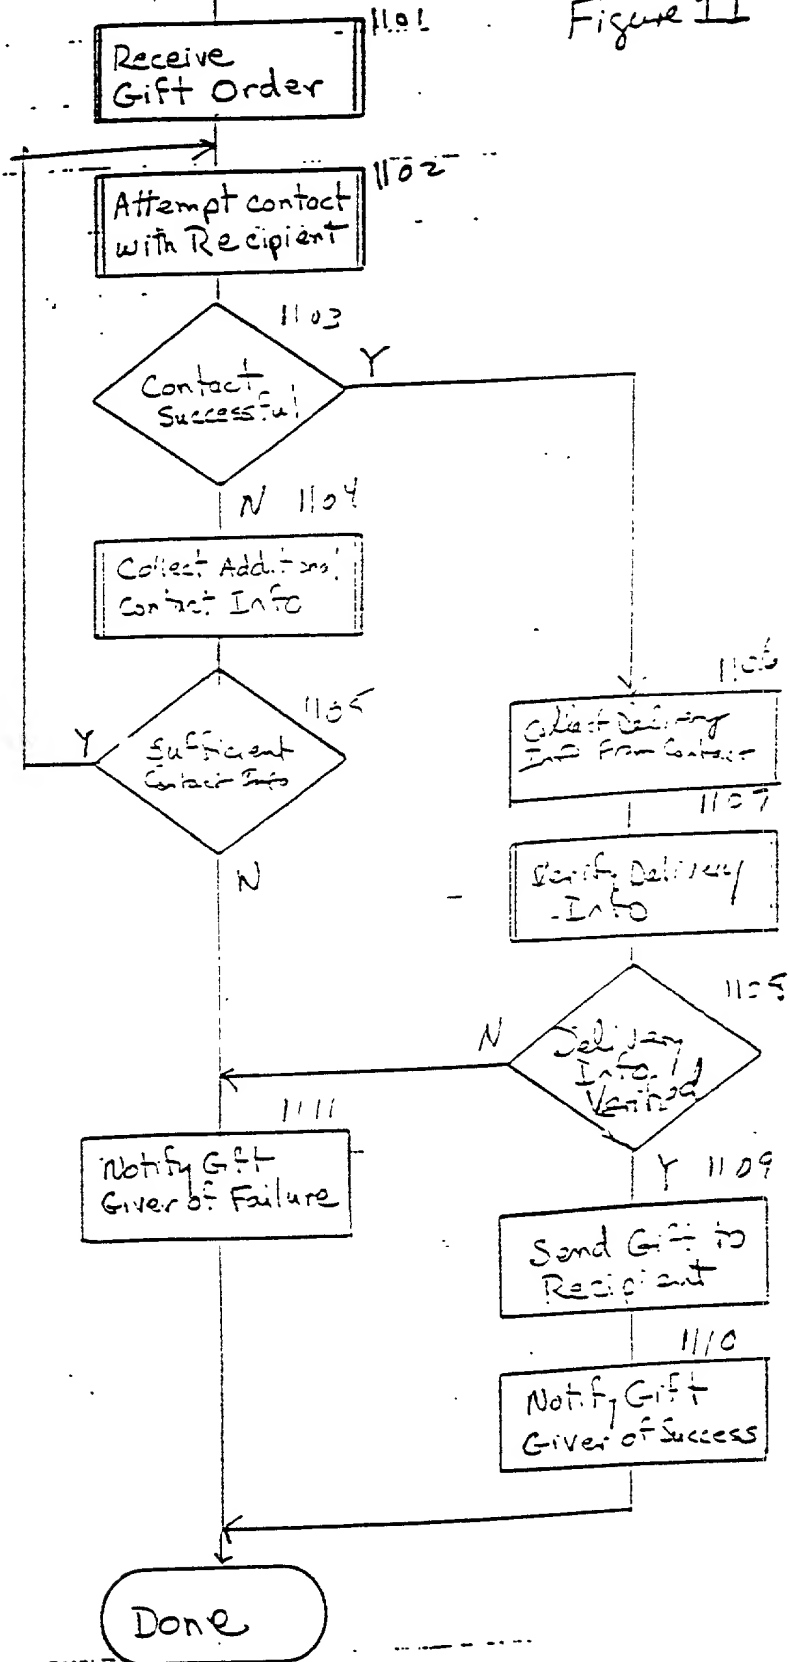 Figure 11
1101
Receive
Gift Order
1102
Attempt contact
with Recipient
1103
Contact
Successful
Y
N 1104
Collect Additional
Contact Info
1105
Sufficient
Contact Info
Y
N
1106
Collect Delivery
Info From Contact
1107
Verify Delivery
Info
1108
Delivery
Info
Verified
N
Y 1109
1111
Notify Gift
Giver of Failure
Send Gift to
Recipient
1110
Notify Gift
Giver of Success
Done